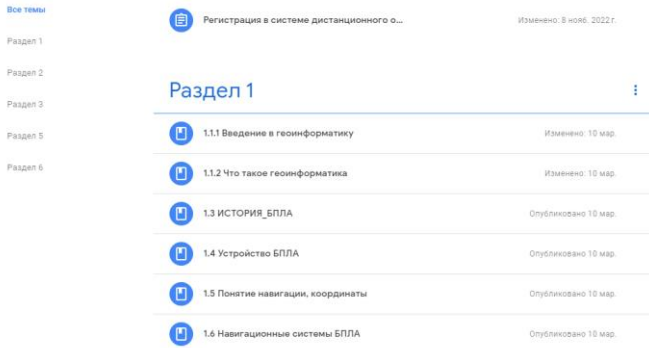 Все темы
Раздел 1
Раздел 2
Раздел 3
Раздел 5
Раздел 6
Регистрация в системе дистанционного о... Изменено: 8 нояб. 2022 г.
Раздел 1
1.1.1 Введение в геоинформатику Изменено: 10 мар.
1.1.2 Что такое геоинформатика Изменено: 10 мар.
1.3 ИСТОРИЯ_БПЛА Опубликовано 10 мар.
1.4 Устройство БПЛА Опубликовано 10 мар.
1.5 Понятие навигации, координаты Опубликовано 10 мар.
1.6 Навигационные системы БПЛА Опубликовано 10 мар.